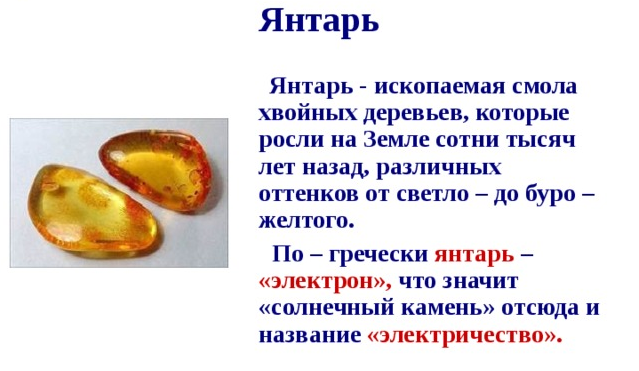 Янтарь
Янтарь - ископаемая смола
хвойных деревьев, которые
росли на Земле сотни тысяч
лет назад, различных
оттенков от светло – до буро –
желтого.
По – гречески янтарь –
«электрон», что значит
«солнечный камень» отсюда и
название «электричество».